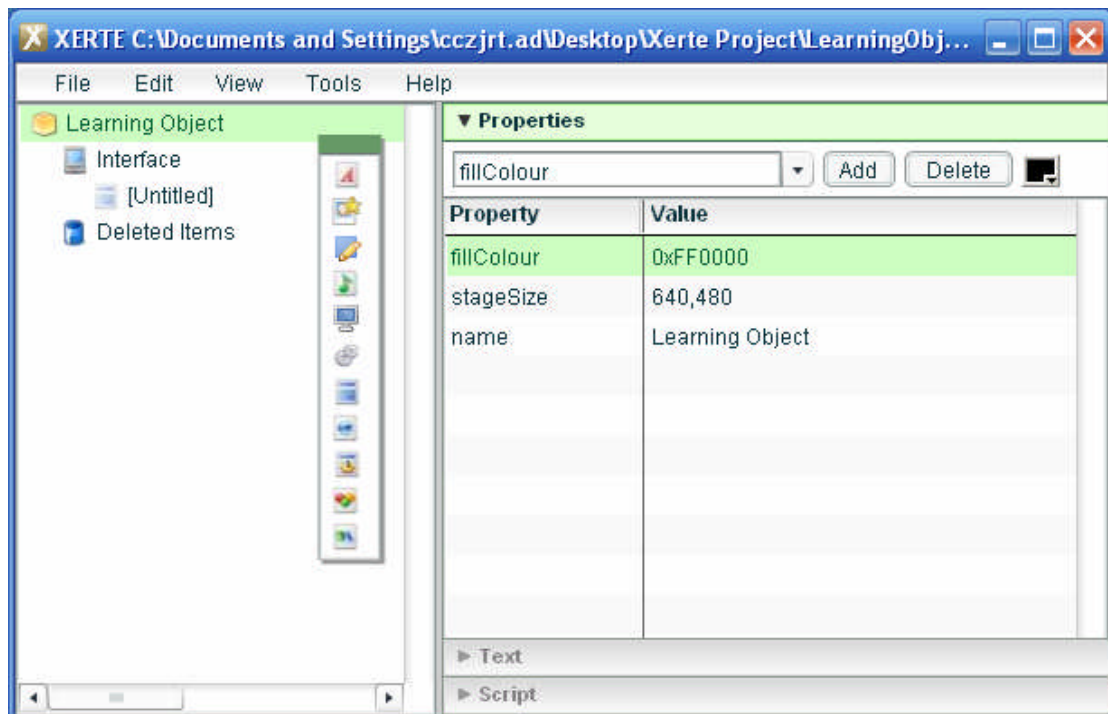 XERTE C:\Documents and Settings\cczjrt.ad\Desktop\Xerte Project\LearningObj...
File Edit View Tools Help
Learning Object
Interface
[Untitled]
Deleted Items
Properties
fillColour Add Delete
Property Value
fillColour 0xFF0000
stageSize 640,480
name Learning Object
Text
Script